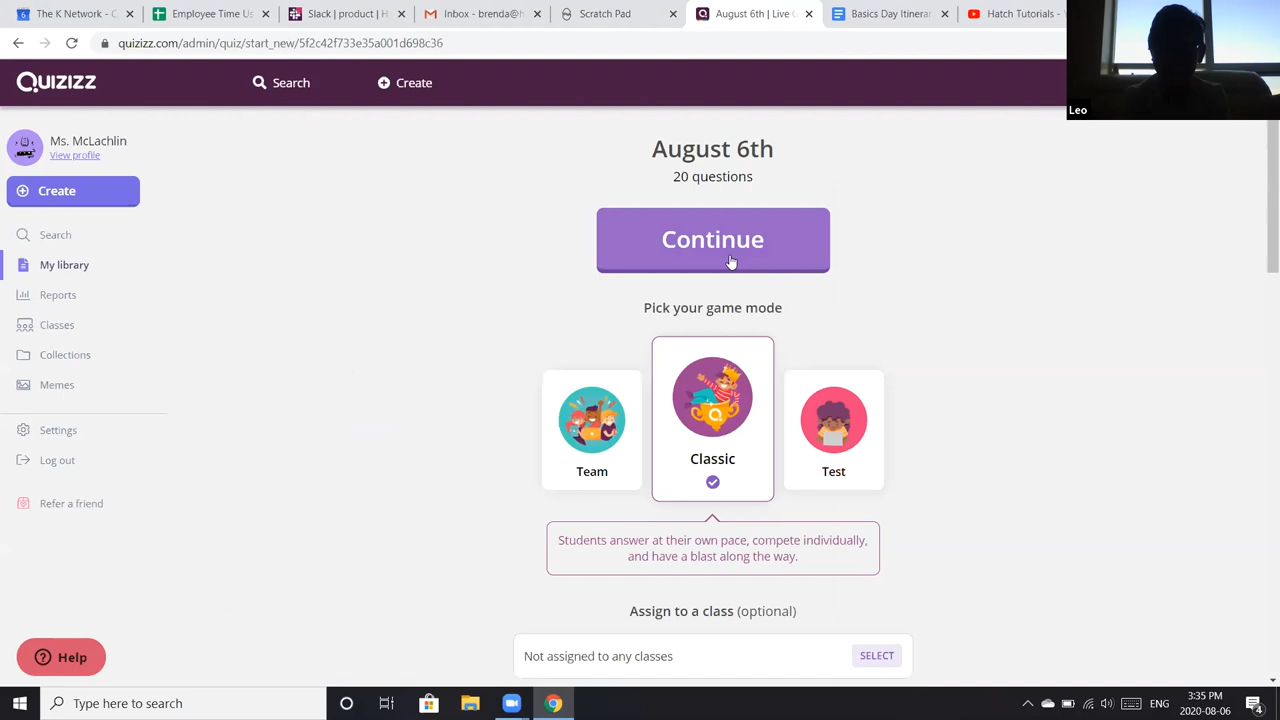 The K Network - C
Employee Time Us
Slack | product | H
Inbox - brenda@h
Scratch Pad
August 6th | Live G
Basics Day Itinerar
Hatch Tutorials -
quizizz.com/admin/quiz/start_new/5f2c42f733e35a001d698c36
Leo
QUIZIZZ
Search
Create
Ms. McLachlin
View profile
Create
Search
My library
Reports
Classes
Collections
Memes
Settings
Log out
Refer a friend
Help
August 6th
20 questions
Continue
Pick your game mode
Team
Classic
Test
Students answer at their own pace, compete individually,
and have a blast along the way.
Assign to a class (optional)
Not assigned to any classes
SELECT
Type here to search
ENG
3:35 PM
2020-08-06
4